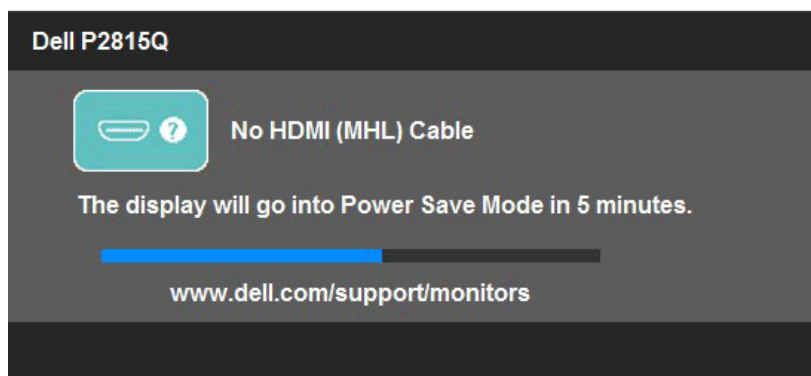 Dell P2815Q
? No HDMI (MHL) Cable
The display will go into Power Save Mode in 5 minutes.
www.dell.com/support/monitors